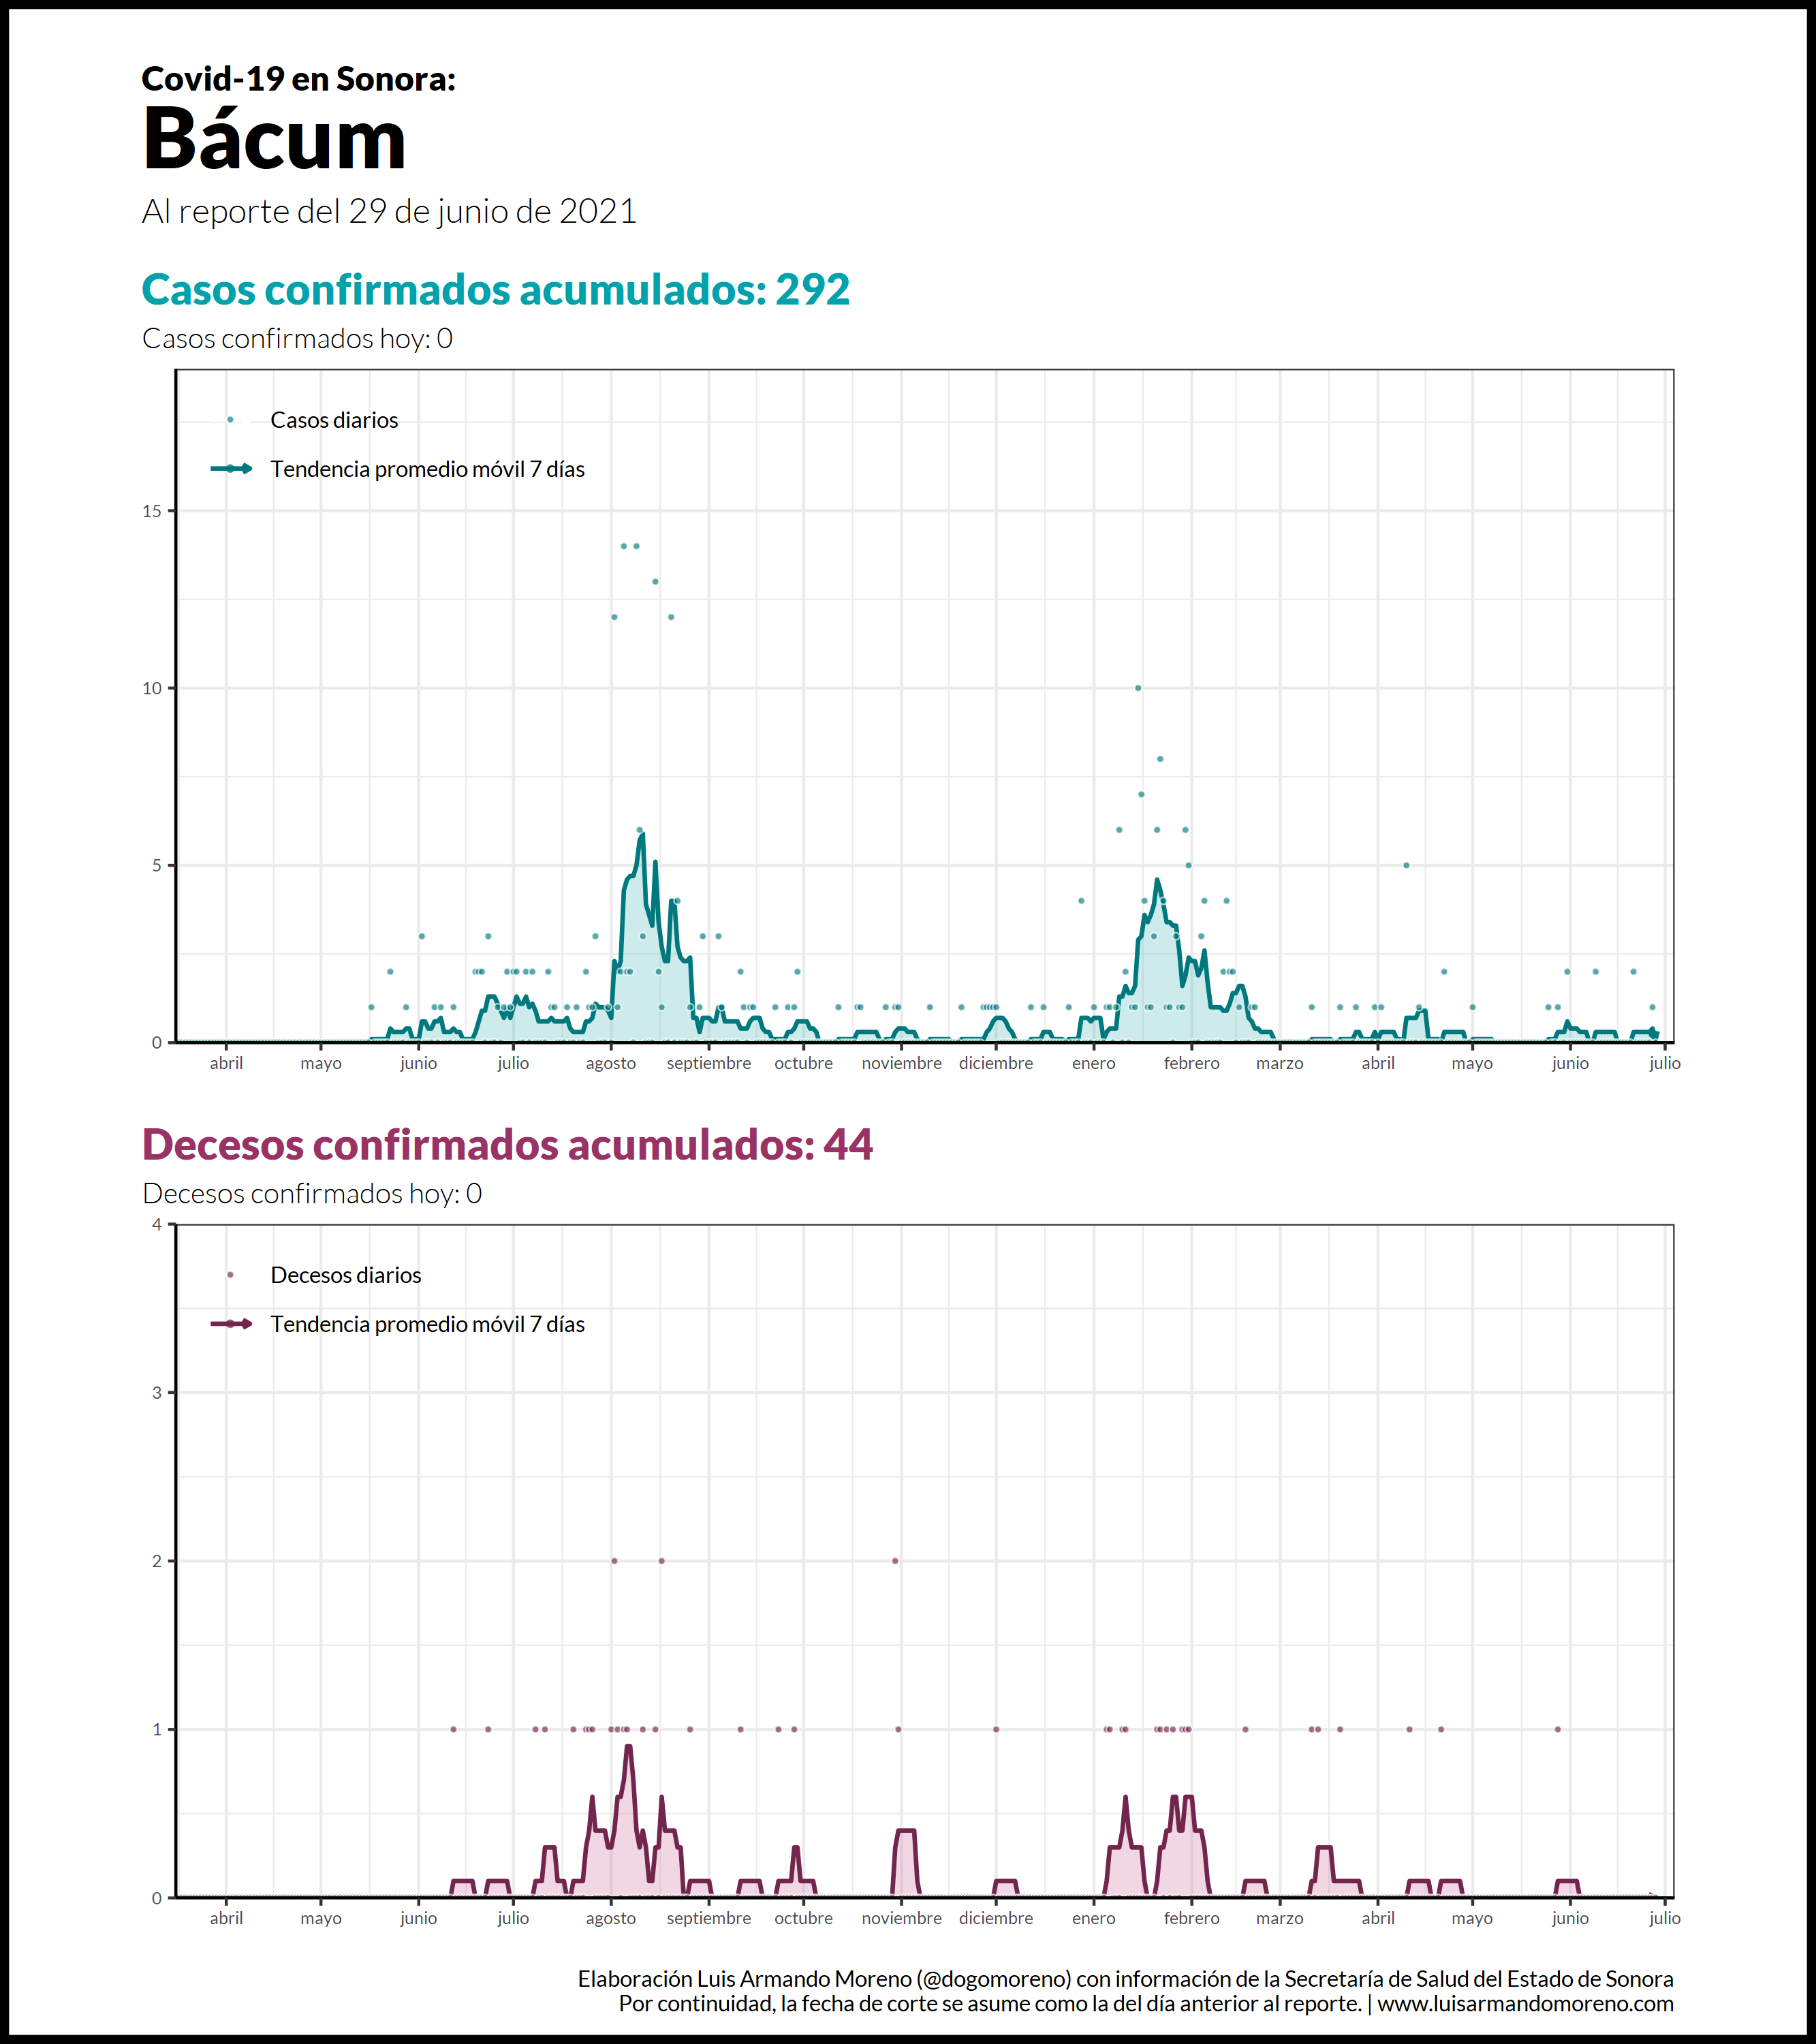 Covid-19 en Sonora:
Bácum
Al reporte del 29 de junio de 2021
Casos confirmados acumulados: 292
Casos confirmados hoy: 0
Casos diarios
Tendencia promedio móvil 7 días
15
10
5
0
abril mayo junio julio agosto septiembre octubre noviembre diciembre enero febrero marzo abril mayo junio julio
Decesos confirmados acumulados: 44
Decesos confirmados hoy: 0
4
Decesos diarios
Tendencia promedio móvil 7 días
3
2
1
0
abril mayo junio julio agosto septiembre octubre noviembre diciembre enero febrero marzo abril mayo junio julio
Elaboración Luis Armando Moreno (@dogomoreno) con información de la Secretaría de Salud del Estado de Sonora
Por continuidad, la fecha de corte se asume como la del día anterior al reporte. | www.luisarmandomoreno.com